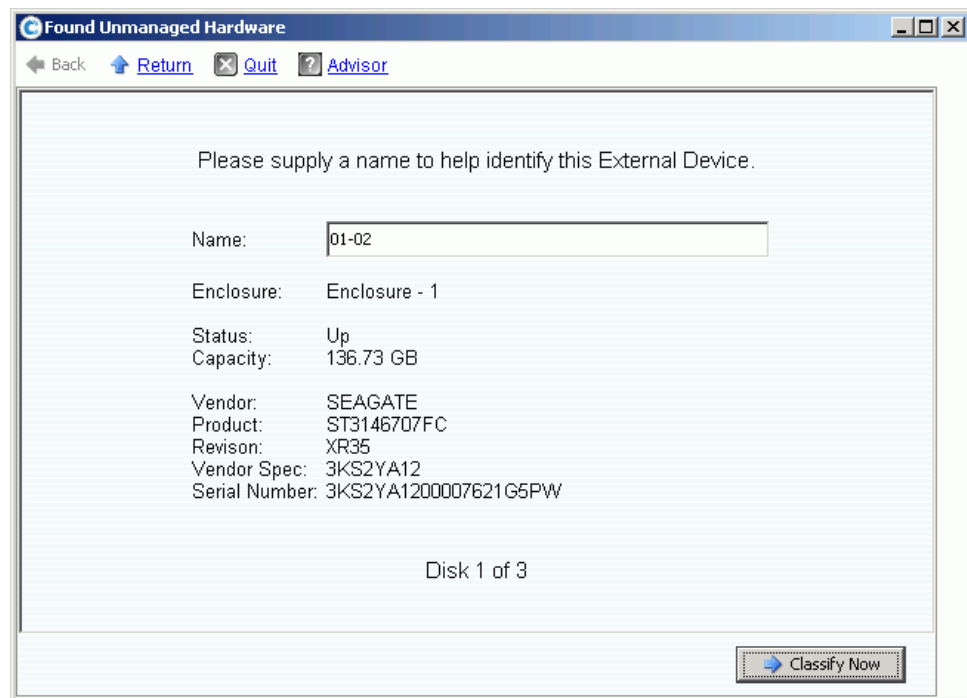 Found Unmanaged Hardware
Back Return Quit ? Advisor
Please supply a name to help identify this External Device.
Name: 01-02
Enclosure: Enclosure - 1
Status: Up
Capacity: 136.73 GB
Vendor: SEAGATE
Product: ST3146707FC
Revison: XR35
Vendor Spec: 3KS2YA12
Serial Number: 3KS2YA1200007621G5PW
Disk 1 of 3
Classify Now